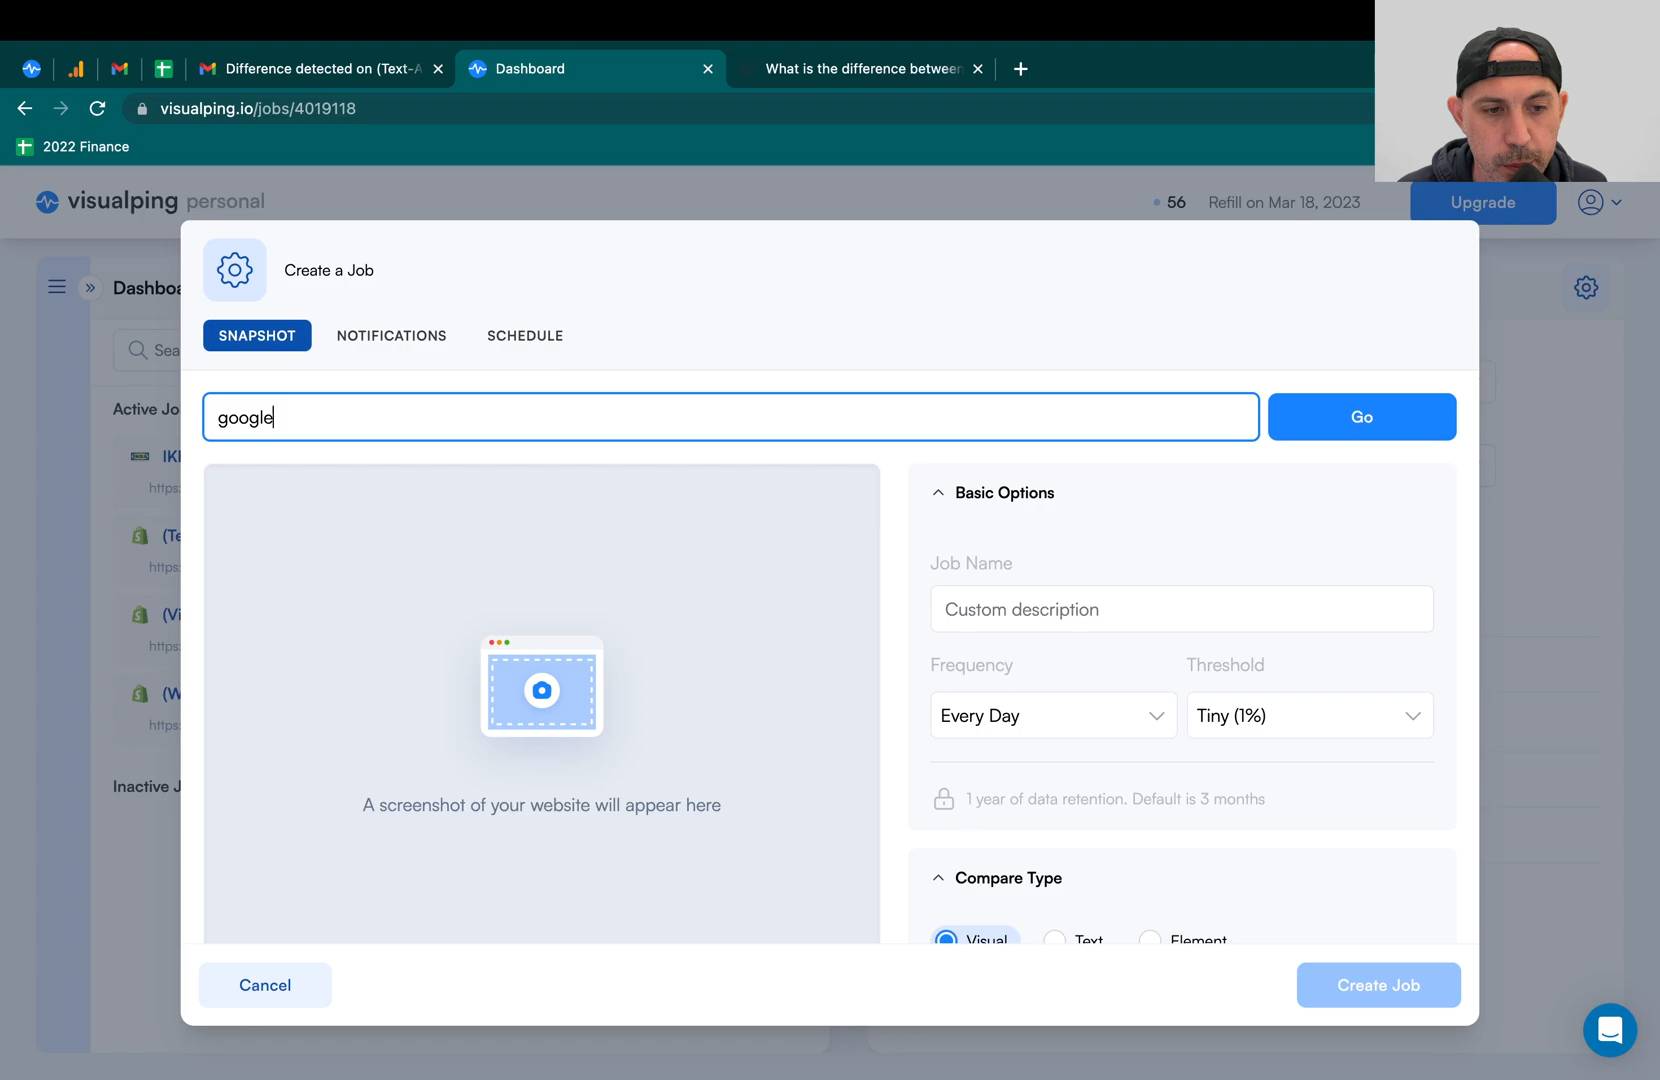 Difference detected on (Text-A
Dashboard
What is the difference between
visualping.io/jobs/4019118
2022 Finance
visualping personal
56
Refill on Mar 18, 2023
Upgrade
Create a Job
Dashboa
SNAPSHOT
NOTIFICATIONS
SCHEDULE
Sea
Active Jo
google
Go
IKI
https:
Basic Options
(Te
https:
Job Name
Custom description
(Vi
https:
Frequency
Threshold
(W
Every Day
Tiny (1%)
https:
Inactive J
A screenshot of your website will appear here
1 year of data retention. Default is 3 months
Compare Type
Visual
Text
Element
Cancel
Create Job